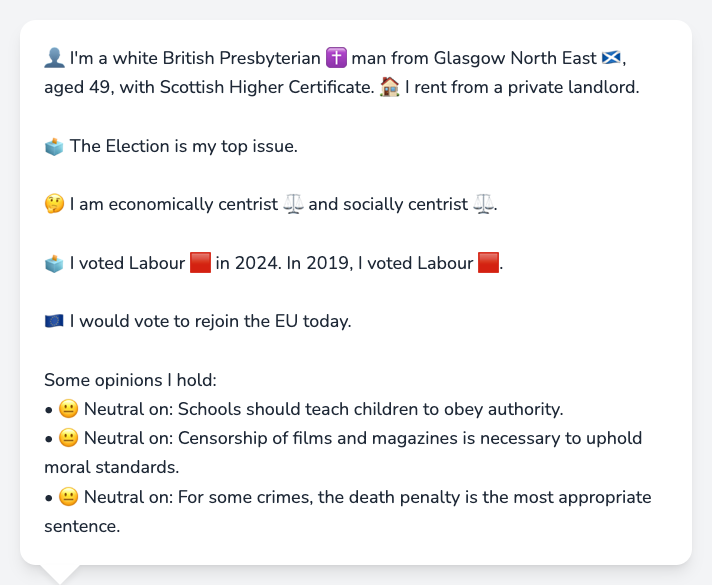 👤 I'm a white British Presbyterian ✝️ man from Glasgow North East 🏴󠁧󠁢󠁳󠁣󠁴󠁿,
aged 49, with Scottish Higher Certificate. 🏠 I rent from a private landlord.
🗳️ The Election is my top issue.
🤔 I am economically centrist ⚖️ and socially centrist ⚖️.
🗳️ I voted Labour 🟥 in 2024. In 2019, I voted Labour 🟥.
🇪🇺 I would vote to rejoin the EU today.
Some opinions I hold:
• 😐 Neutral on: Schools should teach children to obey authority.
• 😐 Neutral on: Censorship of films and magazines is necessary to uphold
moral standards.
• 😐 Neutral on: For some crimes, the death penalty is the most appropriate
sentence.